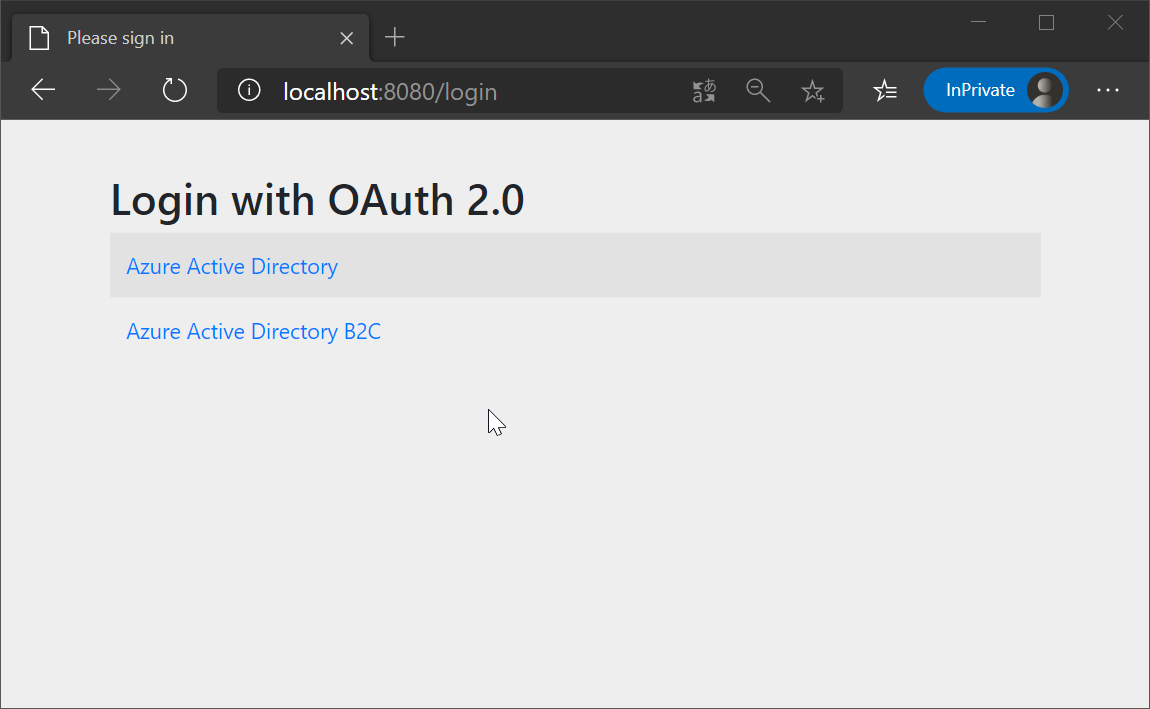 Please sign in
localhost:8080/login
InPrivate
Login with OAuth 2.0
Azure Active Directory
Azure Active Directory B2C